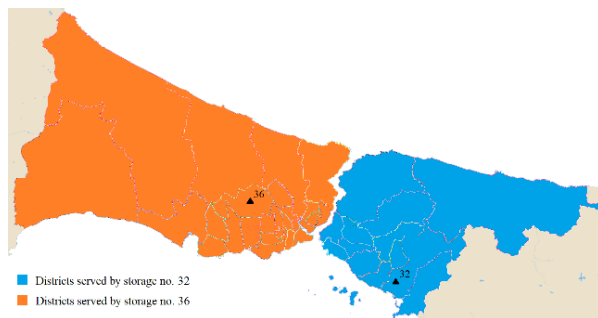 36
32
Districts served by storage no. 32
Districts served by storage no. 36